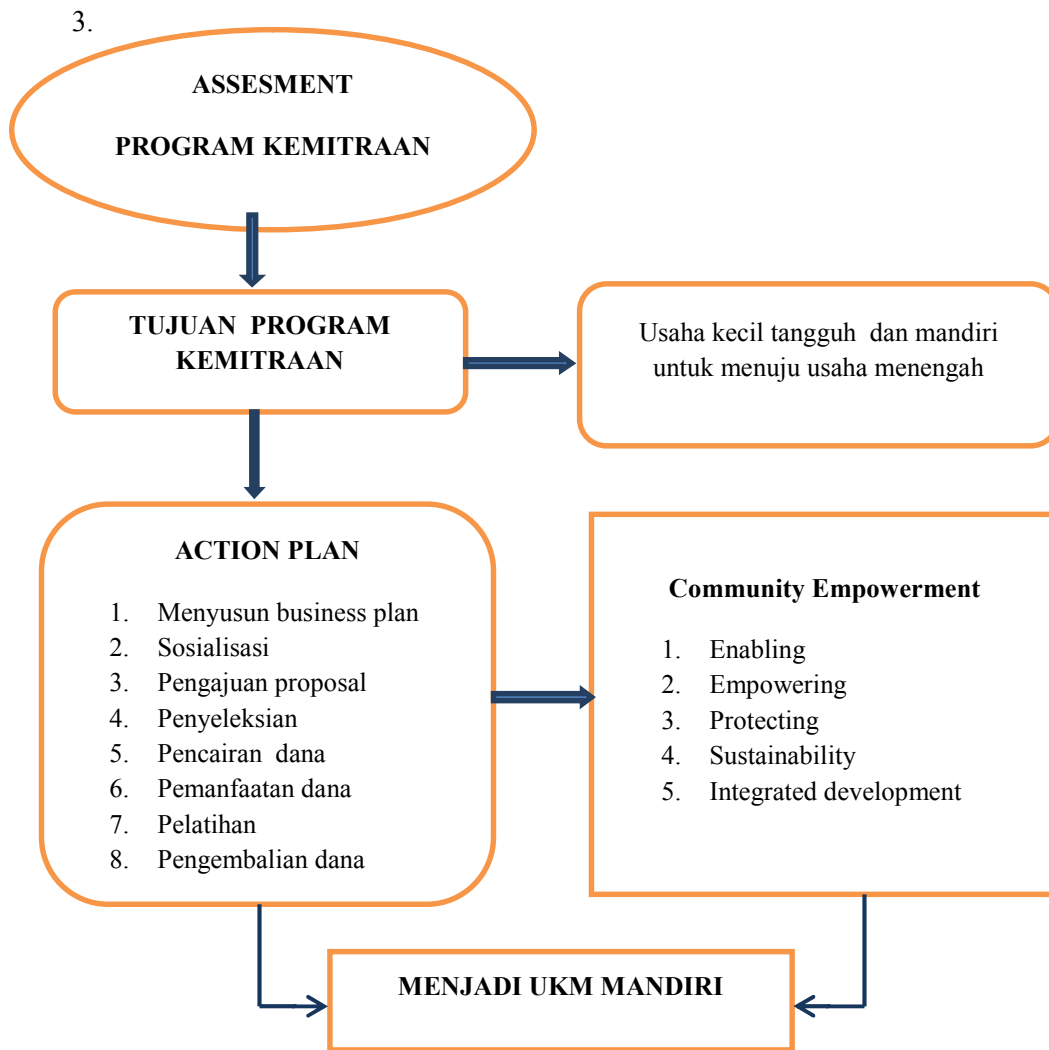 3.
ASSESMENT
PROGRAM KEMITRAAN
TUJUAN PROGRAM
KEMITRAAN
Usaha kecil tangguh dan mandiri
untuk menuju usaha menengah
ACTION PLAN
1. Menyusun business plan
2. Sosialisasi
3. Pengajuan proposal
4. Penyeleksian
5. Pencairan dana
6. Pemanfaatan dana
7. Pelatihan
8. Pengembalian dana
Community Empowerment
1. Enabling
2. Empowering
3. Protecting
4. Sustainability
5. Integrated development
MENJADI UKM MANDIRI